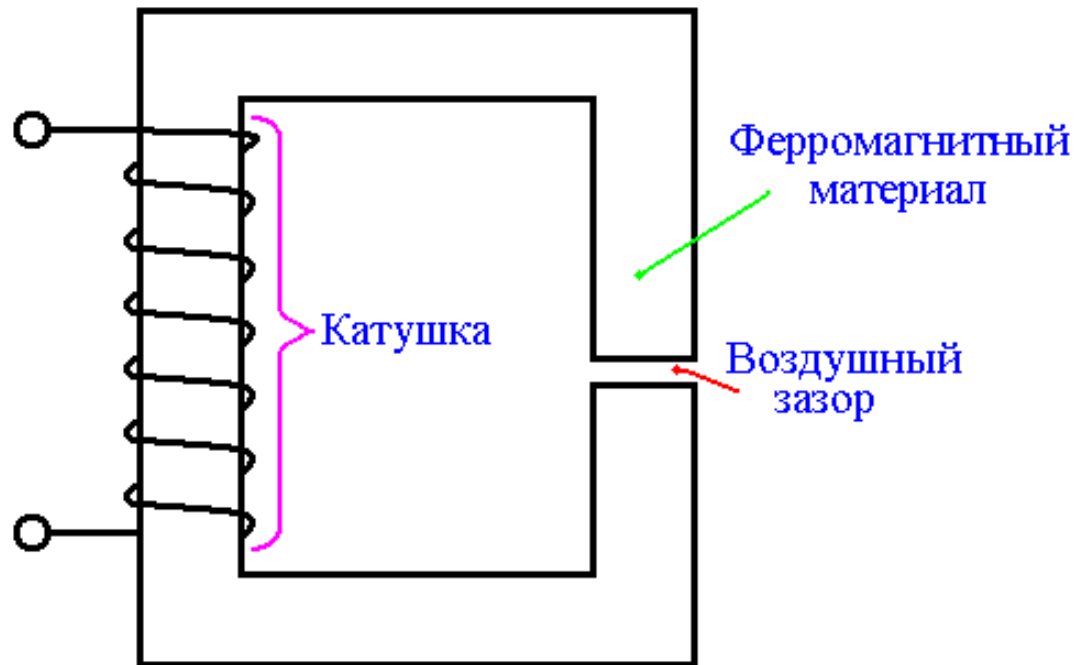 Ферромагнитный
материал
Катушка
Воздушный
зазор